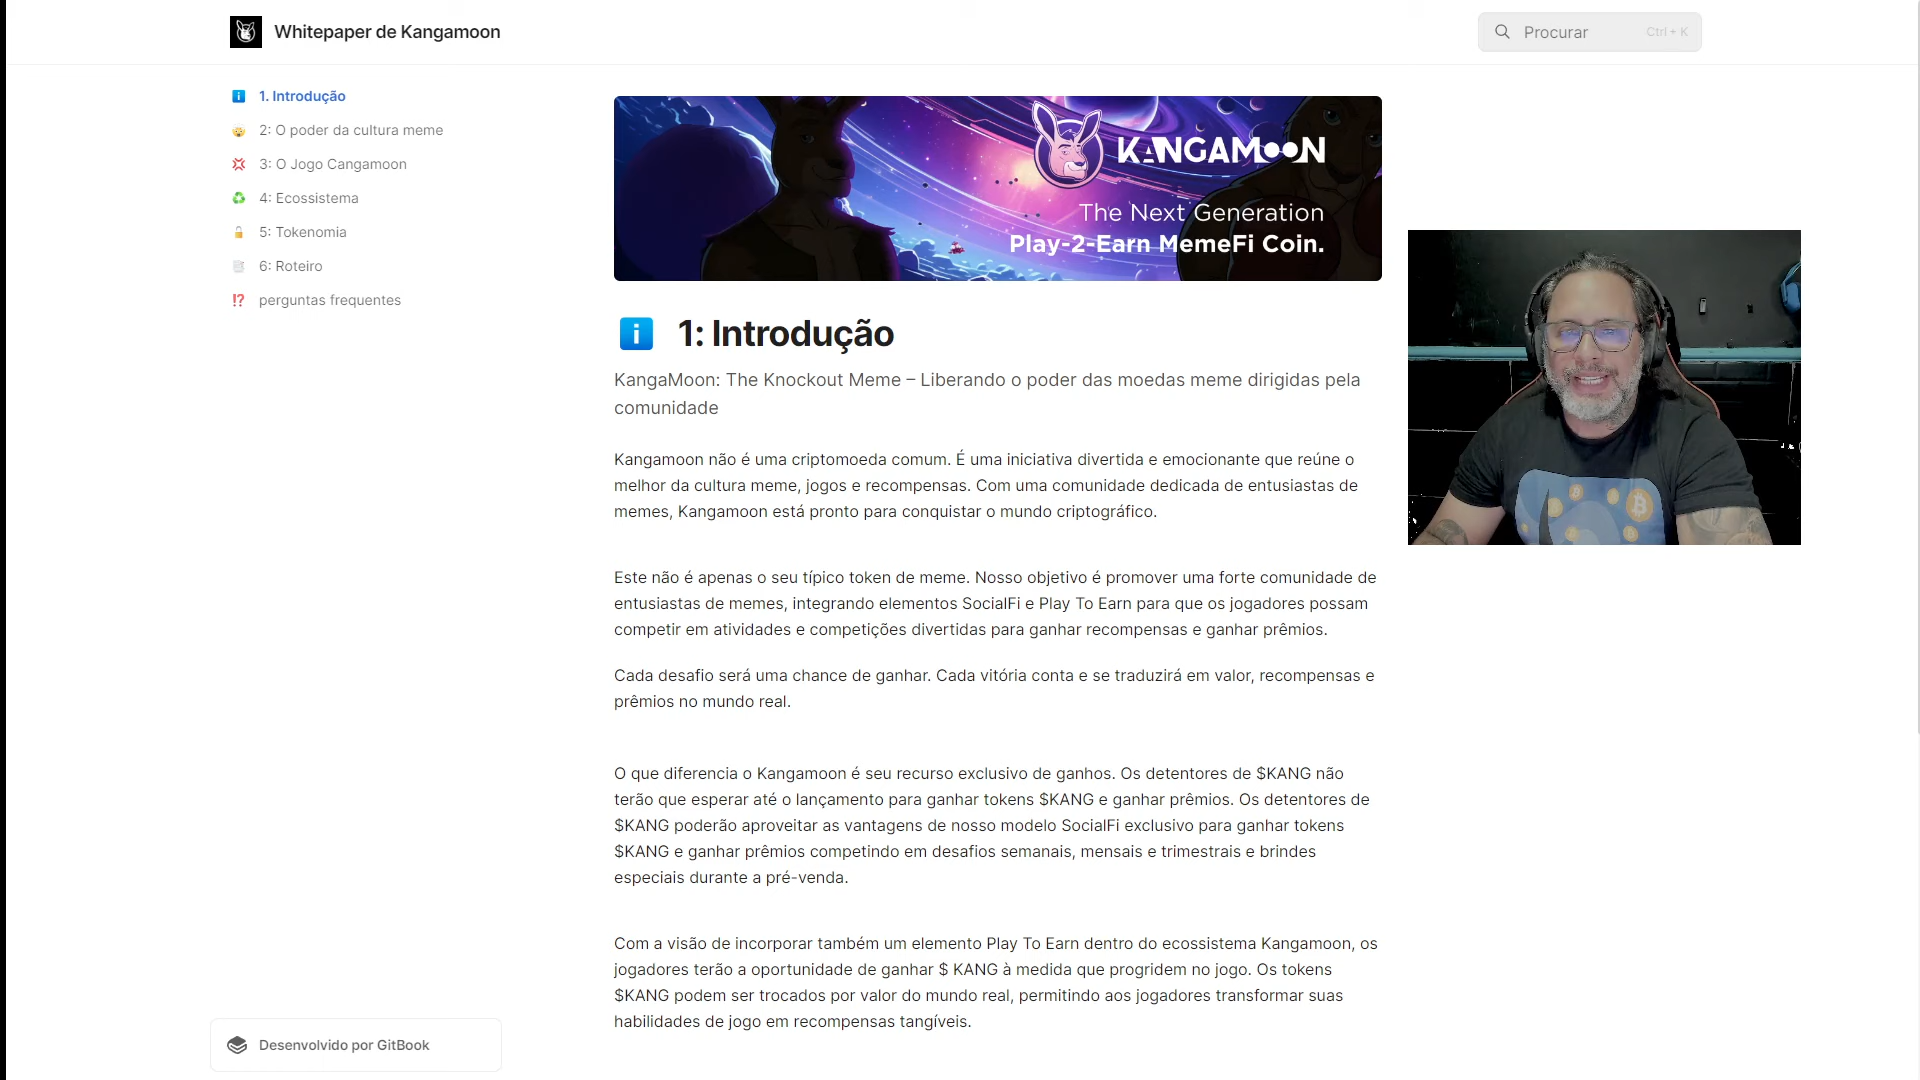 Whitepaper de Kangamoon
Procurar
Ctrl + K
1. Introdução
2: O poder da cultura meme
3: O Jogo Cangamoon
4: Ecossistema
5: Tokenomia
6: Roteiro
perguntas frequentes
Desenvolvido por GitBook
KANGAMOON
The Next Generation
Play-2-Earn MemeFi Coin.
1: Introdução
KangaMoon: The Knockout Meme – Liberando o poder das moedas meme dirigidas pela
comunidade
Kangamoon não é uma criptomoeda comum. É uma iniciativa divertida e emocionante que reúne o
melhor da cultura meme, jogos e recompensas. Com uma comunidade dedicada de entusiastas de
memes, Kangamoon está pronto para conquistar o mundo criptográfico.
Este não é apenas o seu típico token de meme. Nosso objetivo é promover uma forte comunidade de
entusiastas de memes, integrando elementos SocialFi e Play To Earn para que os jogadores possam
competir em atividades e competições divertidas para ganhar recompensas e ganhar prêmios.
Cada desafio será uma chance de ganhar. Cada vitória conta e se traduzirá em valor, recompensas e
prêmios no mundo real.
O que diferencia o Kangamoon é seu recurso exclusivo de ganhos. Os detentores de $KANG não
terão que esperar até o lançamento para ganhar tokens $KANG e ganhar prêmios. Os detentores de
$KANG poderão aproveitar as vantagens de nosso modelo SocialFi exclusivo para ganhar tokens
$KANG e ganhar prêmios competindo em desafios semanais, mensais e trimestrais e brindes
especiais durante a pré-venda.
Com a visão de incorporar também um elemento Play To Earn dentro do ecossistema Kangamoon, os
jogadores terão a oportunidade de ganhar $ KANG à medida que progridem no jogo. Os tokens
$KANG podem ser trocados por valor do mundo real, permitindo aos jogadores transformar suas
habilidades de jogo em recompensas tangíveis.